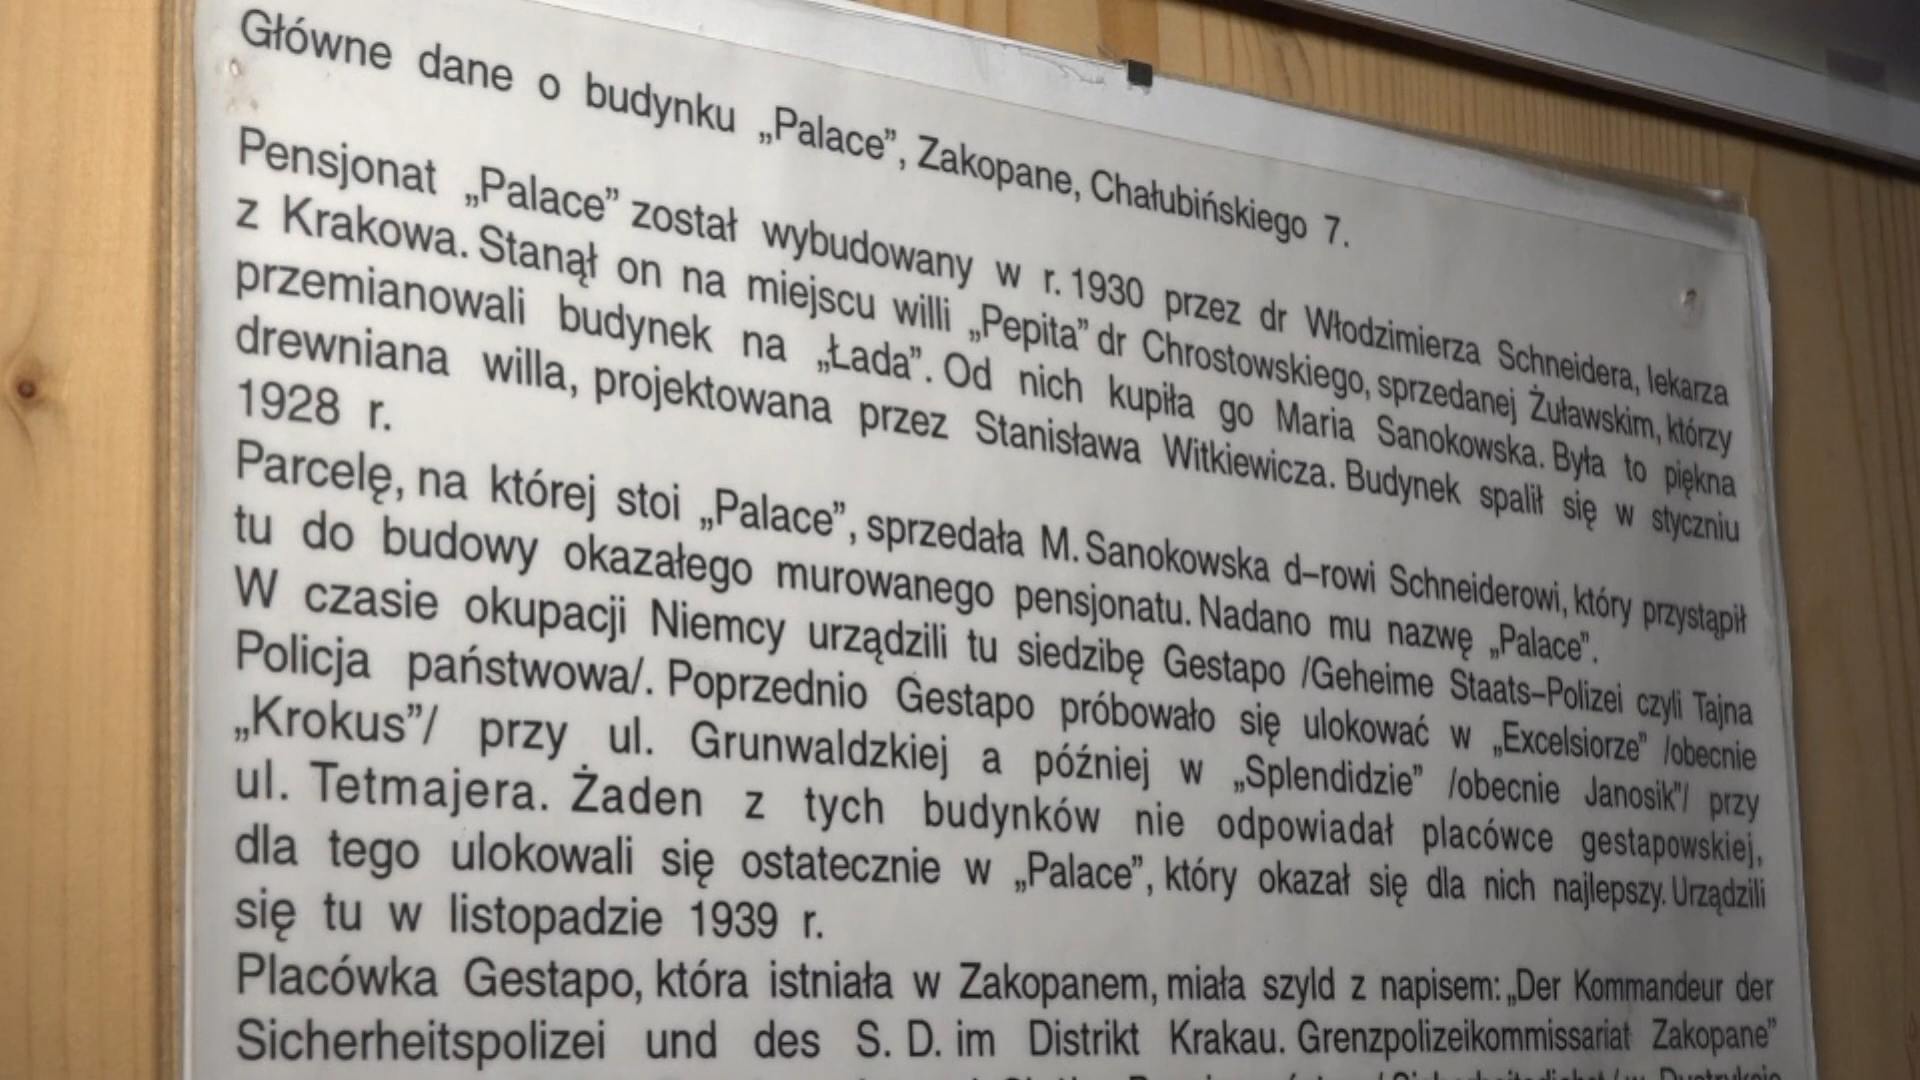 Główne dane o budynku „Palace”, Zakopane, Chałubińskiego 7.
Pensjonat „Palace” został wybudowany w r. 1930 przez dr Włodzimierza Schneidera, lekarza
z Krakowa. Stanął on na miejscu willi „Pepita” dr Chrostowskiego, sprzedanej Żuławskim, którzy
przemianowali budynek na „Łada”. Od nich kupiła go Maria Sanokowska. Była to piękna
drewniana willa, projektowana przez Stanisława Witkiewicza. Budynek spalił się w styczniu
1928 r.
Parcelę, na której stoi „Palace”, sprzedała M. Sanokowska d–rowi Schneiderowi, który przystąpił
tu do budowy okazałego murowanego pensjonatu. Nadano mu nazwę „Palace”.
W czasie okupacji Niemcy urządzili tu siedzibę Gestapo /Geheime Staats–Polizei czyli Tajna
Policja państwowa/. Poprzednio Gestapo próbowało się ulokować w „Excelsiorze” /obecnie
„Krokus”/ przy ul. Grunwaldzkiej a później w „Splendidzie” /obecnie Janosik”/ przy
ul. Tetmajera. Żaden z tych budynków nie odpowiadał placówce gestapowskiej,
dla tego ulokowali się ostatecznie w „Palace”, który okazał się dla nich najlepszy. Urządzili
się tu w listopadzie 1939 r.
Placówka Gestapo, która istniała w Zakopanem, miała szyld z napisem: „Der Kommandeur der
Sicherheitspolizei und des S. D. im Distrikt Krakau. Grenzpolizeikommissariat Zakopane”